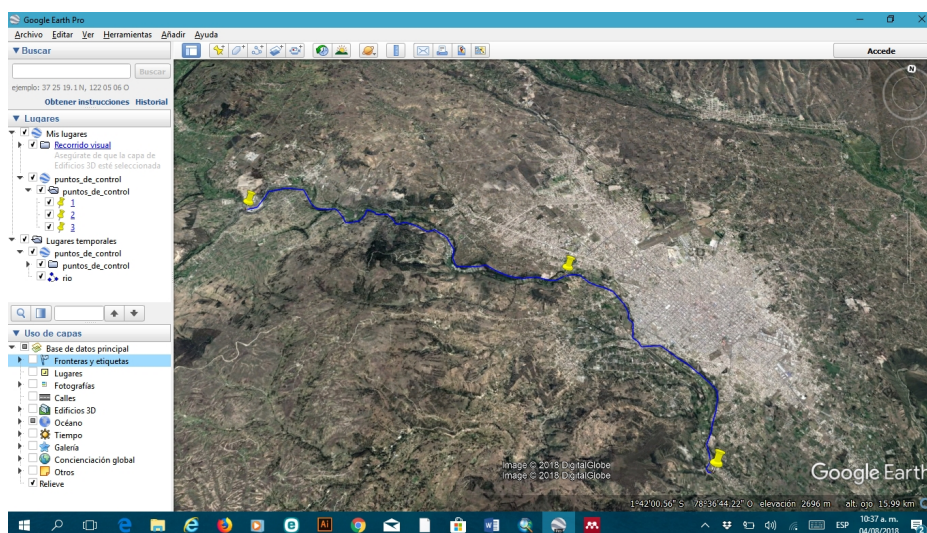 Google Earth Pro
Archivo Editar Ver Herramientas Añadir Ayuda
Buscar
Buscar
ejemplo: 37 25 19.1 N, 122 05 06 O
Obtener instrucciones Historial
Lugares
Mis lugares
Recorrido visual
Asegúrate de que la capa de
Edificios 3D esté seleccionada
puntos_de_control
puntos_de_control
1
2
3
Lugares temporales
puntos_de_control
puntos_de_control
rio
Uso de capas
Base de datos principal
Fronteras y etiquetas
Lugares
Fotografías
Calles
Edificios 3D
Océano
Tiempo
Galería
Concienciación global
Otros
Relieve
Accede
N
Image © 2018 DigitalGlobe
Image © 2018 DigitalGlobe
Google Earth
1°42'00.56" S 78°36'44.22" O elevación 2696 m alt. ojo 15.99 km
Ai
ESP
10:37 a. m.
04/08/2018
2